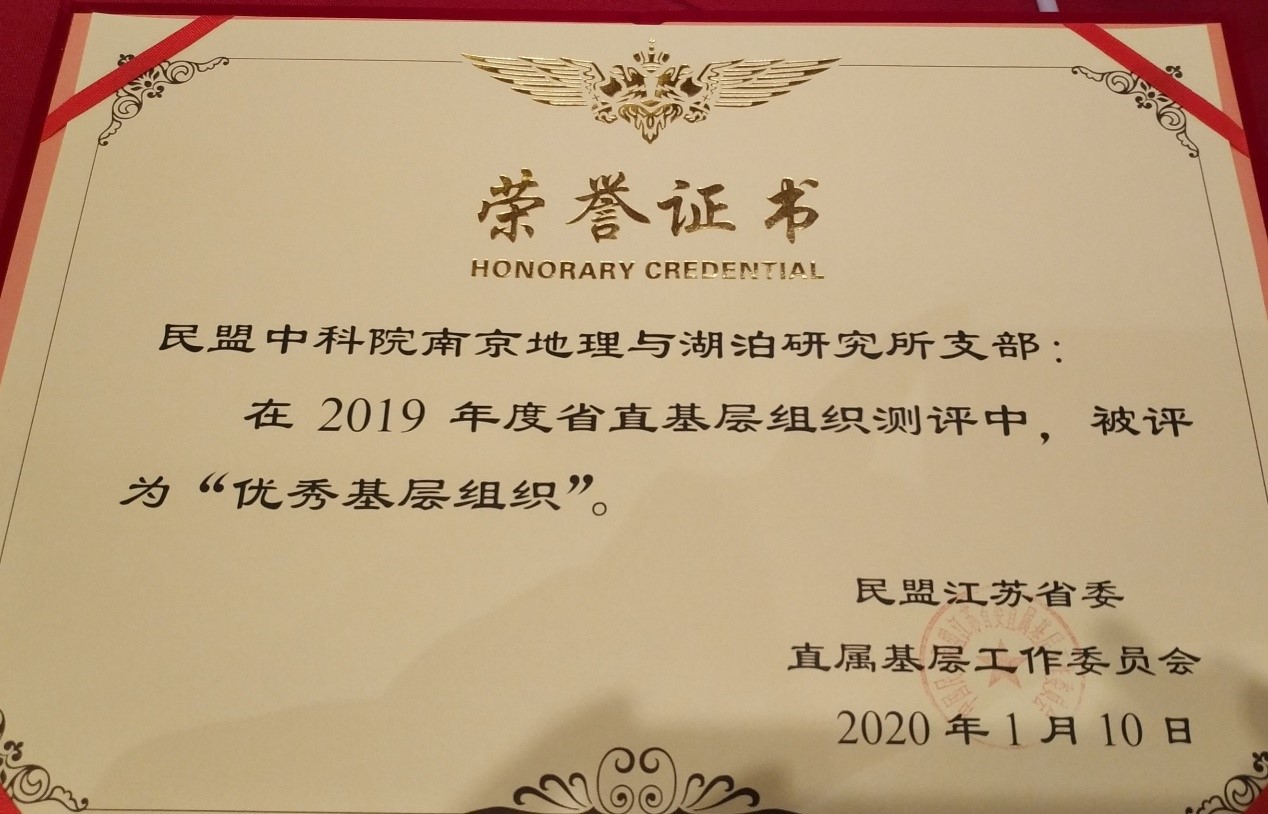 荣誉证书
HONORARY CREDENTIAL
民盟中科院南京地理与湖泊研究所支部：
在 2019 年度省直基层组织测评中，被评
为“优秀基层组织”。
民盟江苏省委
直属基层工作委员会
2020 年 1 月 10 日